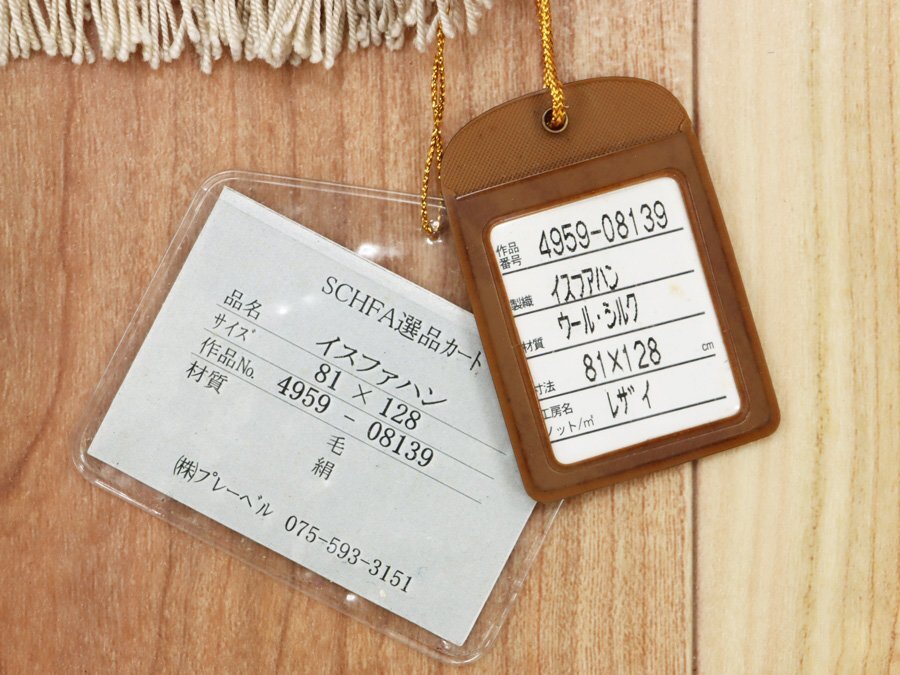 SCHFA選品カード
品名 イスファハン
サイズ 81 × 128
作品No. 4959 - 08139
材質 毛
絹
㈱プレーベル 075-593-3151
作品番号 4959-08139
製織 イスファハン
材質 ウール・シルク
寸法 81×128 cm
工房名 レザイ
ノット/㎡